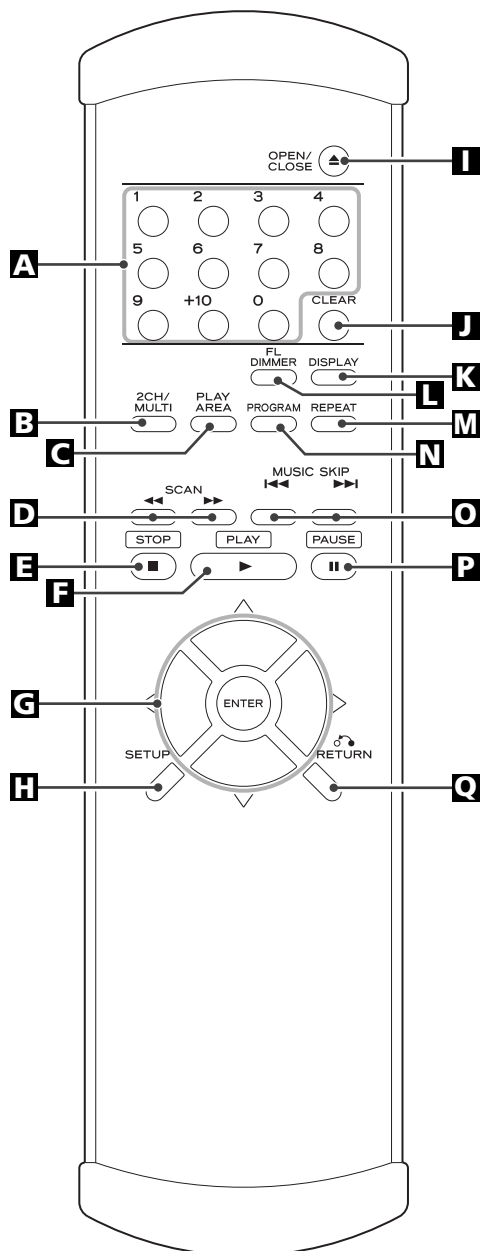 OPEN/
CLOSE
I
1 2 3 4
A
5 6 7 8
9 +10 0 CLEAR
J
FL
DIMMER
DISPLAY
K
L
2CH/
MULTI
PLAY
AREA
PROGRAM
REPEAT
B
C
M
N
SCAN
MUSIC SKIP
D
O
STOP
PLAY
PAUSE
E
F
P
G
ENTER
SETUP
RETURN
H
Q